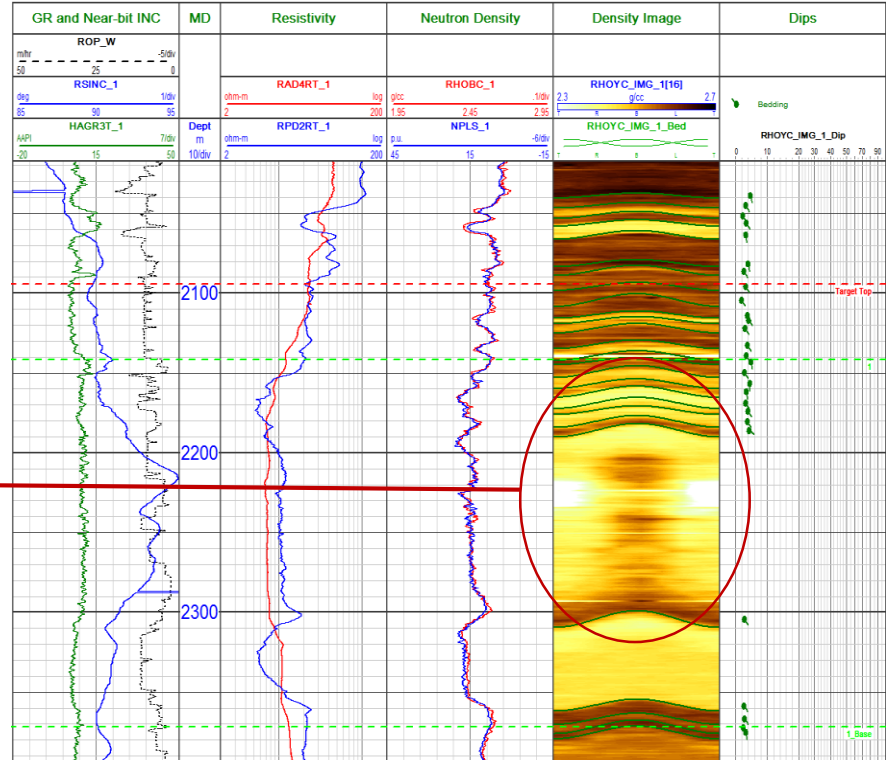 GR and Near-bit INC MD Resistivity Neutron Density Density Image Dips
ROP_W
m/hr -5/div
50 25 0
RSINC_1 RAD4RT_1 RHOBC_1 RHOYC_IMG_1[16]
deg 1/div ohm-m log g/cc .1/div 2.3 g/cc 2.7
85 90 95 2 200 1.95 2.45 2.95 T R B L T
Bedding
HAGR3T_1 Dept RPD2RT_1 NPLS_1 RHOYC_IMG_1_Bed RHOYC_IMG_1_Dip
AAPI 7/div m ohm-m log p.u. -6/div
-20 15 50 10/div 2 200 45 15 -15 T R B L T 0 10 20 30 50 70 90
2100
Target Top
1
2200
2300
1_Base